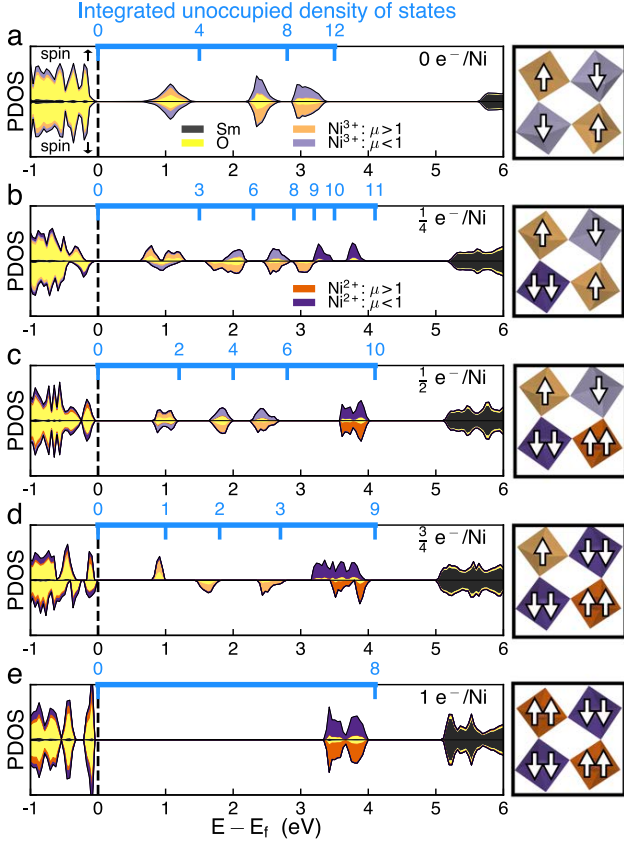 Integrated unoccupied density of states
0 4 8 12
a
spin ↑
0 e⁻/Ni
PDOS
spin ↓
Sm
O
Ni³⁺: μ>1
Ni³⁺: μ<1
-1 0 1 2 3 4 5 6
0 3 6 8 9 10 11
b
1/4 e⁻/Ni
PDOS
Ni²⁺: μ>1
Ni²⁺: μ<1
-1 0 1 2 3 4 5 6
0 2 4 6 10
c
1/2 e⁻/Ni
PDOS
-1 0 1 2 3 4 5 6
0 1 2 3 9
d
3/4 e⁻/Ni
PDOS
-1 0 1 2 3 4 5 6
0 8
e
1 e⁻/Ni
PDOS
-1 0 1 2 3 4 5 6
E − E_f (eV)